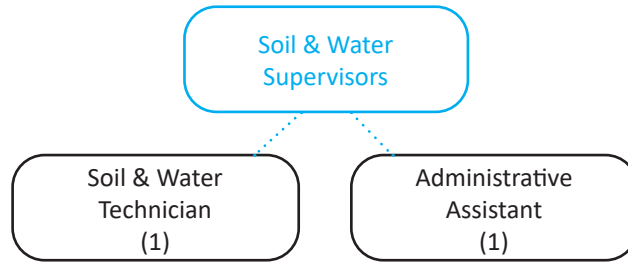 Soil & Water
Supervisors
Soil & Water
Technician
(1)
Administrative
Assistant
(1)